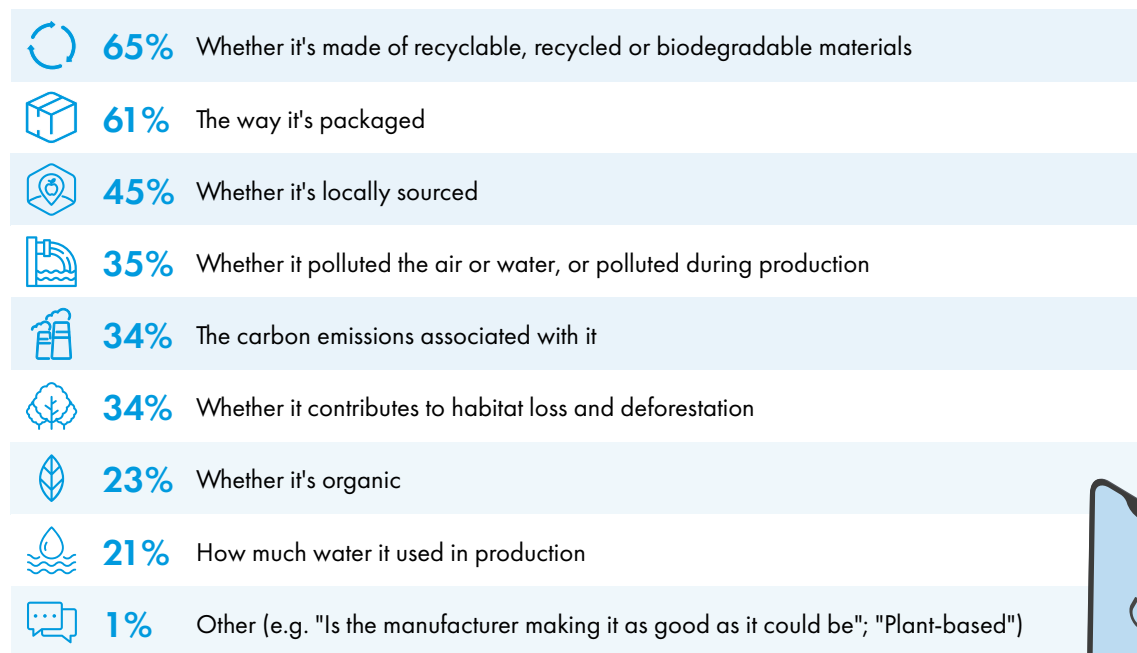 65% Whether it's made of recyclable, recycled or biodegradable materials
61% The way it's packaged
45% Whether it's locally sourced
35% Whether it polluted the air or water, or polluted during production
34% The carbon emissions associated with it
34% Whether it contributes to habitat loss and deforestation
23% Whether it's organic
21% How much water it used in production
1% Other (e.g. "Is the manufacturer making it as good as it could be"; "Plant-based")